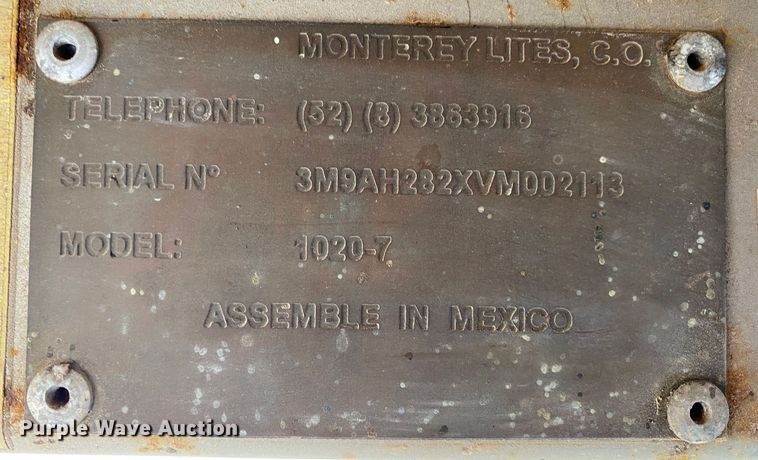 MONTEREY LITES, C.O.
TELEPHONE: (52) (8) 3863916
SERIAL Nº 3M9AH282XVM002113
MODEL: 1020-7
ASSEMBLE IN MEXICO
Purple Wave Auction